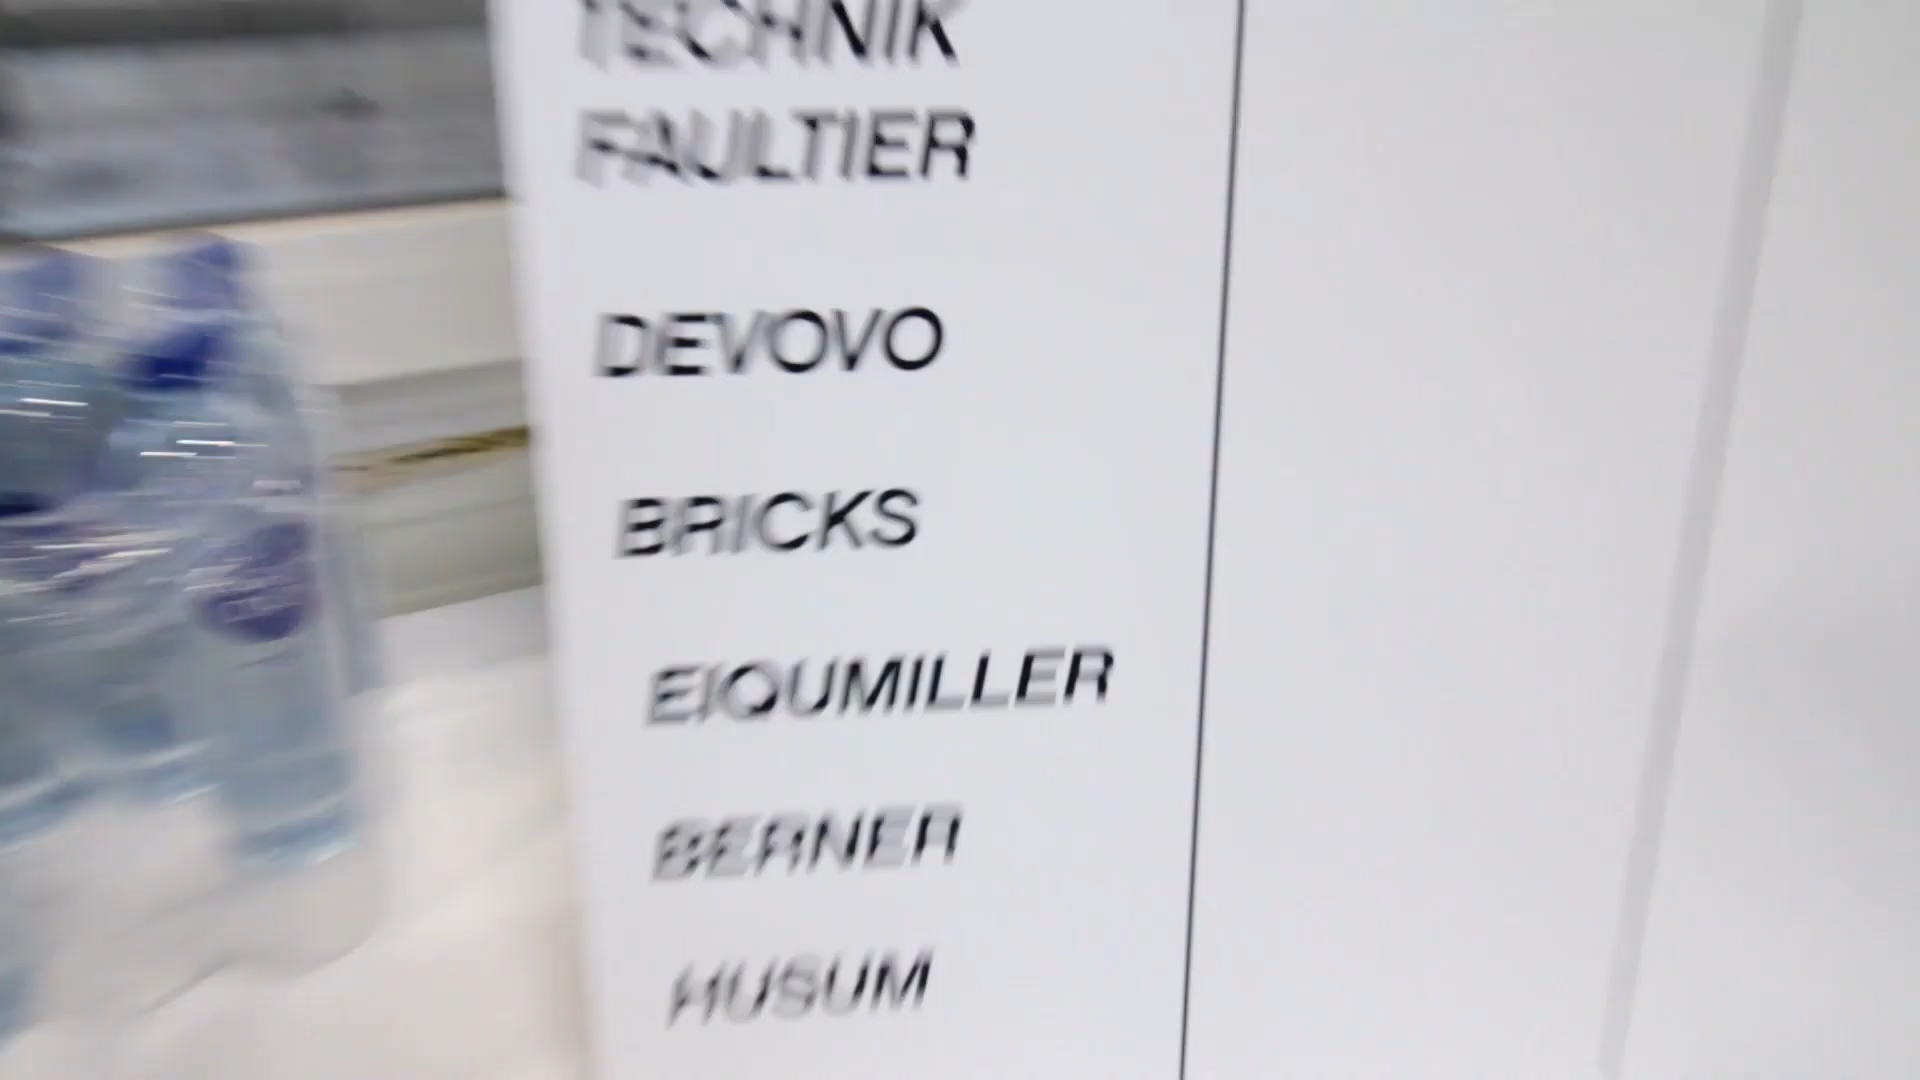 TECHNIK
FAULTIER
DEVOVO
BRICKS
EIQUMILLER
BERNER
HUSUM